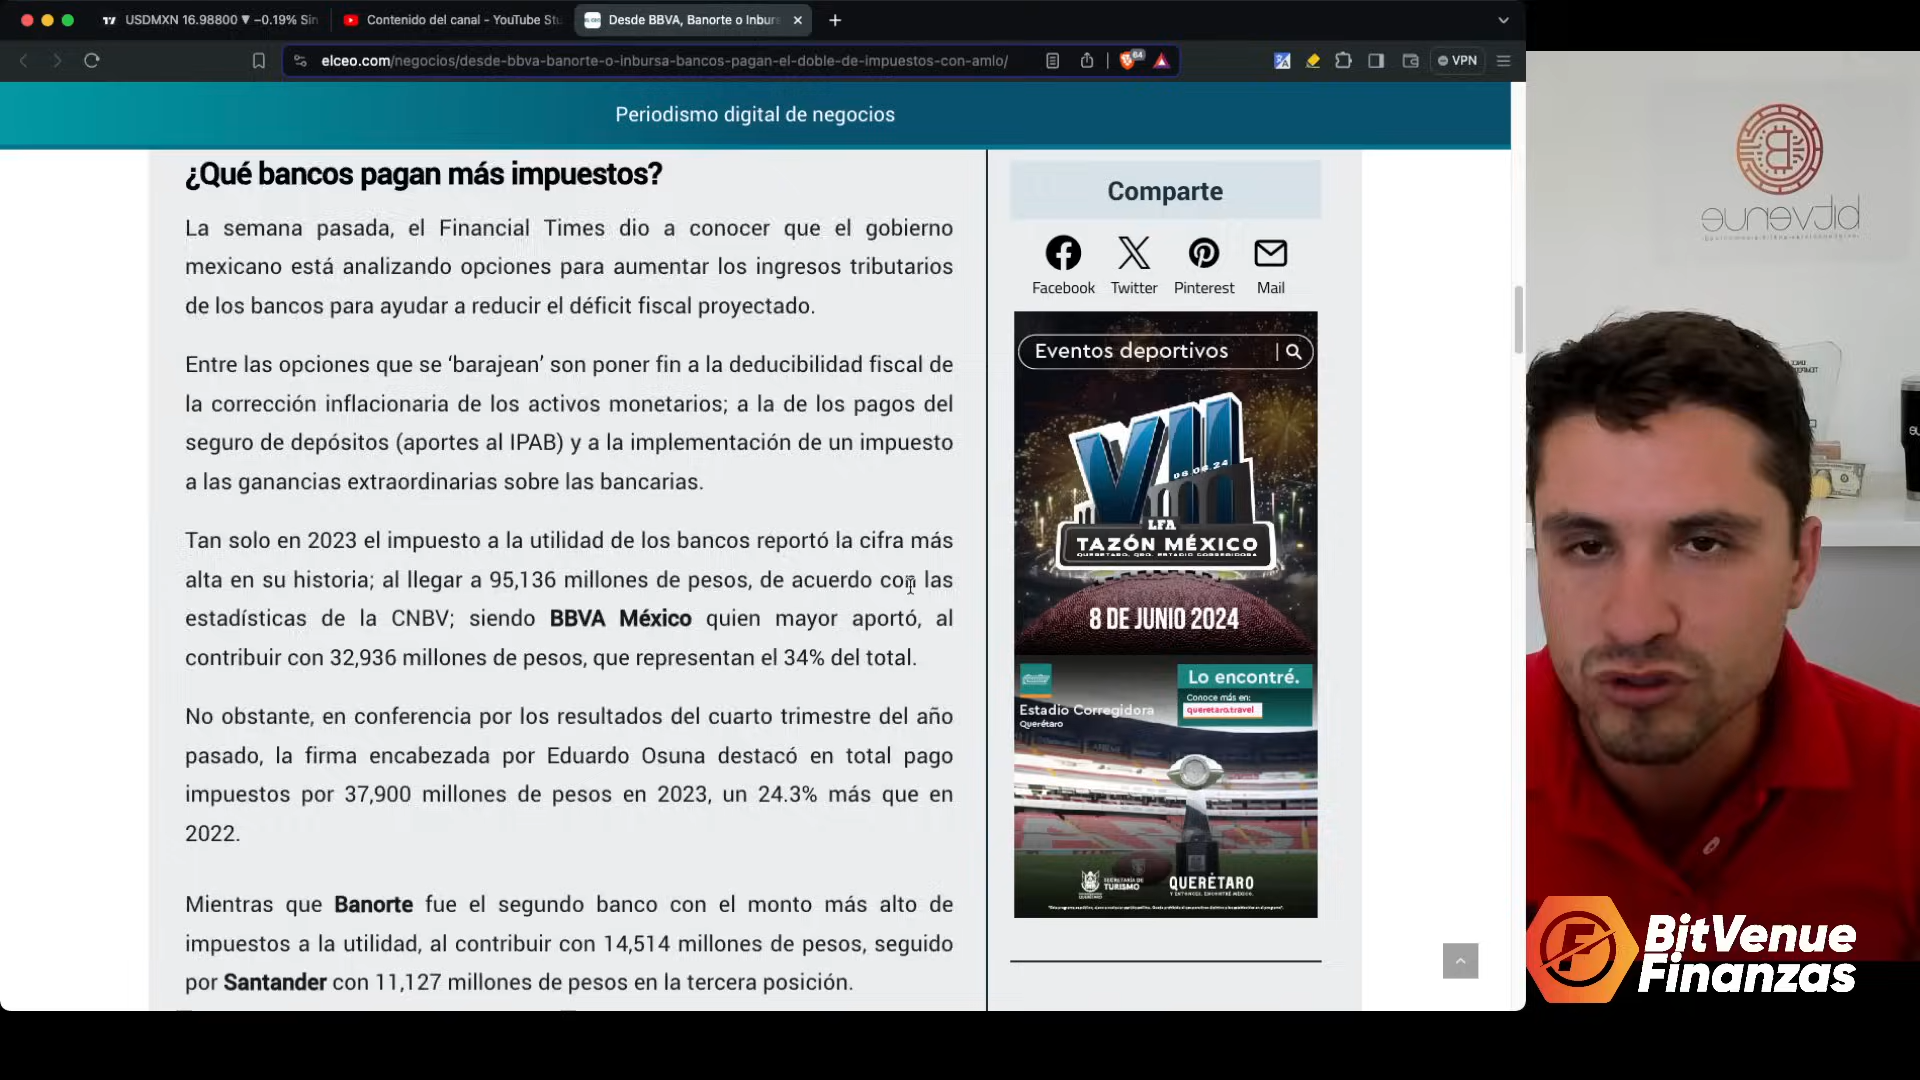 USDMXN 16.98800 ▼ −0.19% Sin
Contenido del canal - YouTube Stu
Desde BBVA, Banorte o Inburs
elceo.com/negocios/desde-bbva-banorte-o-inbursa-bancos-pagan-el-doble-de-impuestos-con-amlo/
64
VPN
Periodismo digital de negocios
¿Qué bancos pagan más impuestos?
La semana pasada, el Financial Times dio a conocer que el gobierno
mexicano está analizando opciones para aumentar los ingresos tributarios
de los bancos para ayudar a reducir el déficit fiscal proyectado.
Entre las opciones que se ‘barajean’ son poner fin a la deducibilidad fiscal de
la corrección inflacionaria de los activos monetarios; a la de los pagos del
seguro de depósitos (aportes al IPAB) y a la implementación de un impuesto
a las ganancias extraordinarias sobre las bancarias.
Tan solo en 2023 el impuesto a la utilidad de los bancos reportó la cifra más
alta en su historia; al llegar a 95,136 millones de pesos, de acuerdo con las
estadísticas de la CNBV; siendo BBVA México quien mayor aportó, al
contribuir con 32,936 millones de pesos, que representan el 34% del total.
No obstante, en conferencia por los resultados del cuarto trimestre del año
pasado, la firma encabezada por Eduardo Osuna destacó en total pago
impuestos por 37,900 millones de pesos en 2023, un 24.3% más que en
2022.
Mientras que Banorte fue el segundo banco con el monto más alto de
impuestos a la utilidad, al contribuir con 14,514 millones de pesos, seguido
por Santander con 11,127 millones de pesos en la tercera posición.
Comparte
Facebook Twitter Pinterest Mail
Eventos deportivos
VII
08.06.24
LFA
TAZÓN MÉXICO
QUERÉTARO, QRO. ESTADIO CORREGIDORA
8 DE JUNIO 2024
Lo encontré.
Conoce más en:
queretaro.travel
Estadio Corregidora
Querétaro
SECRETARÍA DE
TURISMO
QUERÉTARO
bitvenue
BitVenue
Finanzas